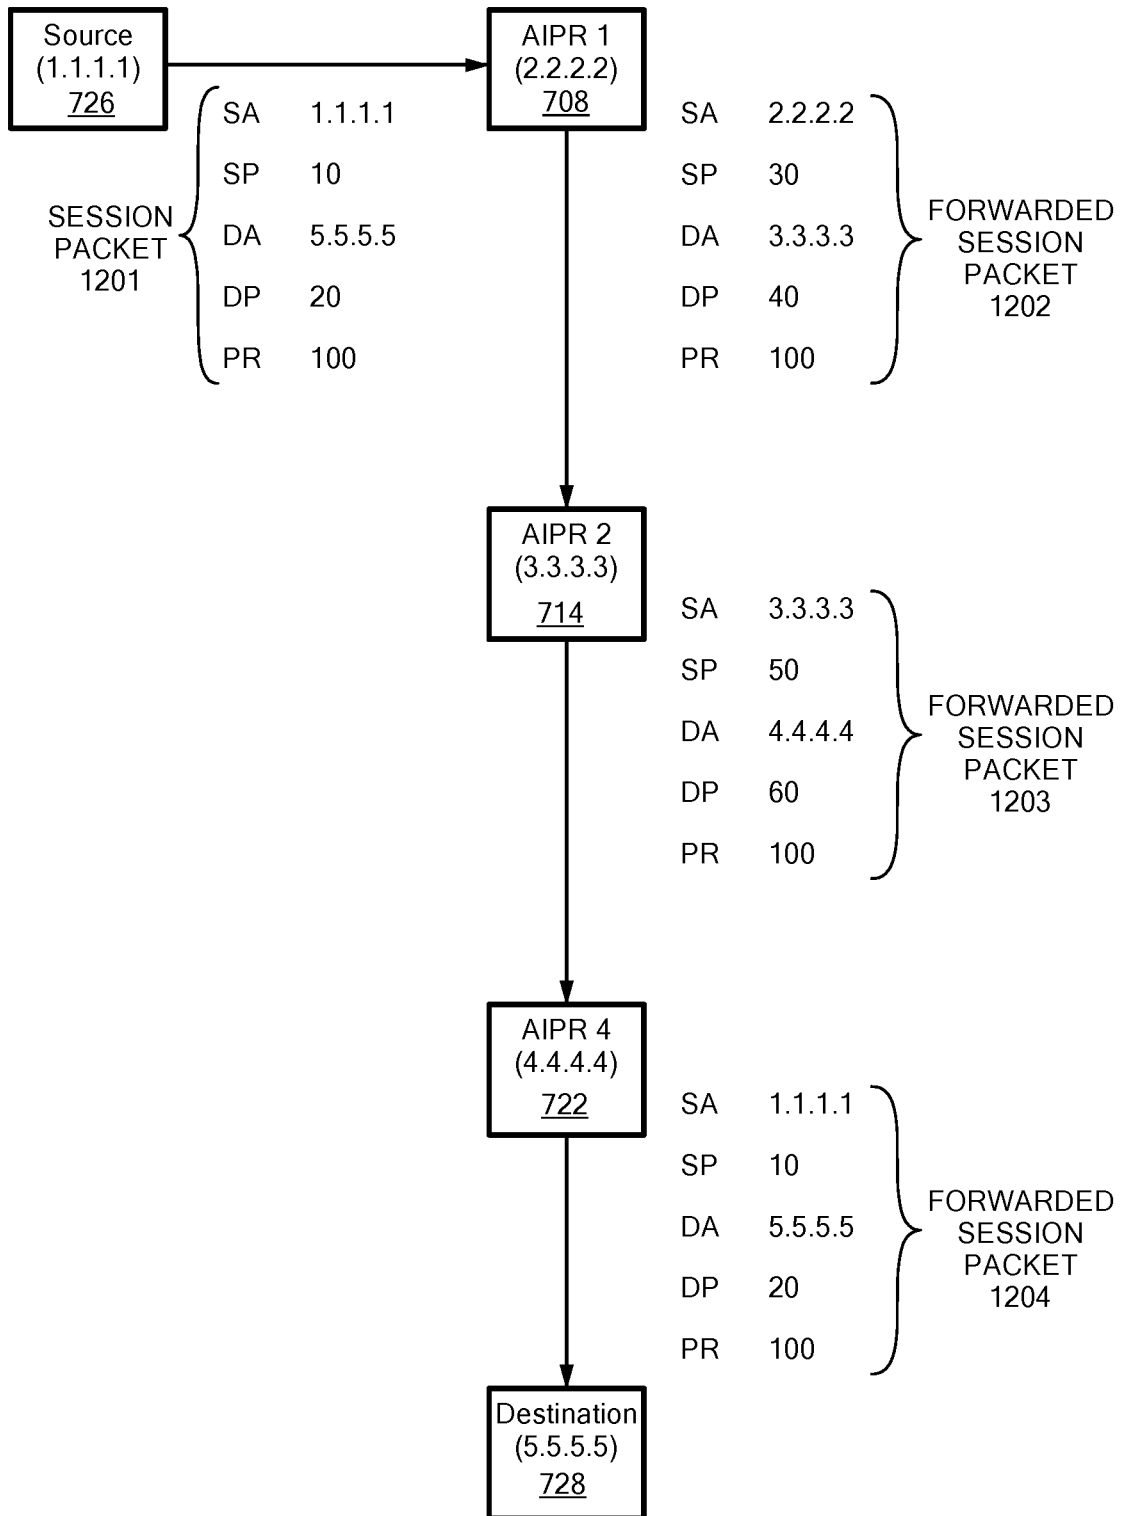 Source
(1.1.1.1)
726
AIPR 1
(2.2.2.2)
708
SESSION
PACKET
1201
SA 1.1.1.1
SP 10
DA 5.5.5.5
DP 20
PR 100
SA 2.2.2.2
SP 30
DA 3.3.3.3
DP 40
PR 100
FORWARDED
SESSION
PACKET
1202
AIPR 2
(3.3.3.3)
714
SA 3.3.3.3
SP 50
DA 4.4.4.4
DP 60
PR 100
FORWARDED
SESSION
PACKET
1203
AIPR 4
(4.4.4.4)
722
SA 1.1.1.1
SP 10
DA 5.5.5.5
DP 20
PR 100
FORWARDED
SESSION
PACKET
1204
Destination
(5.5.5.5)
728